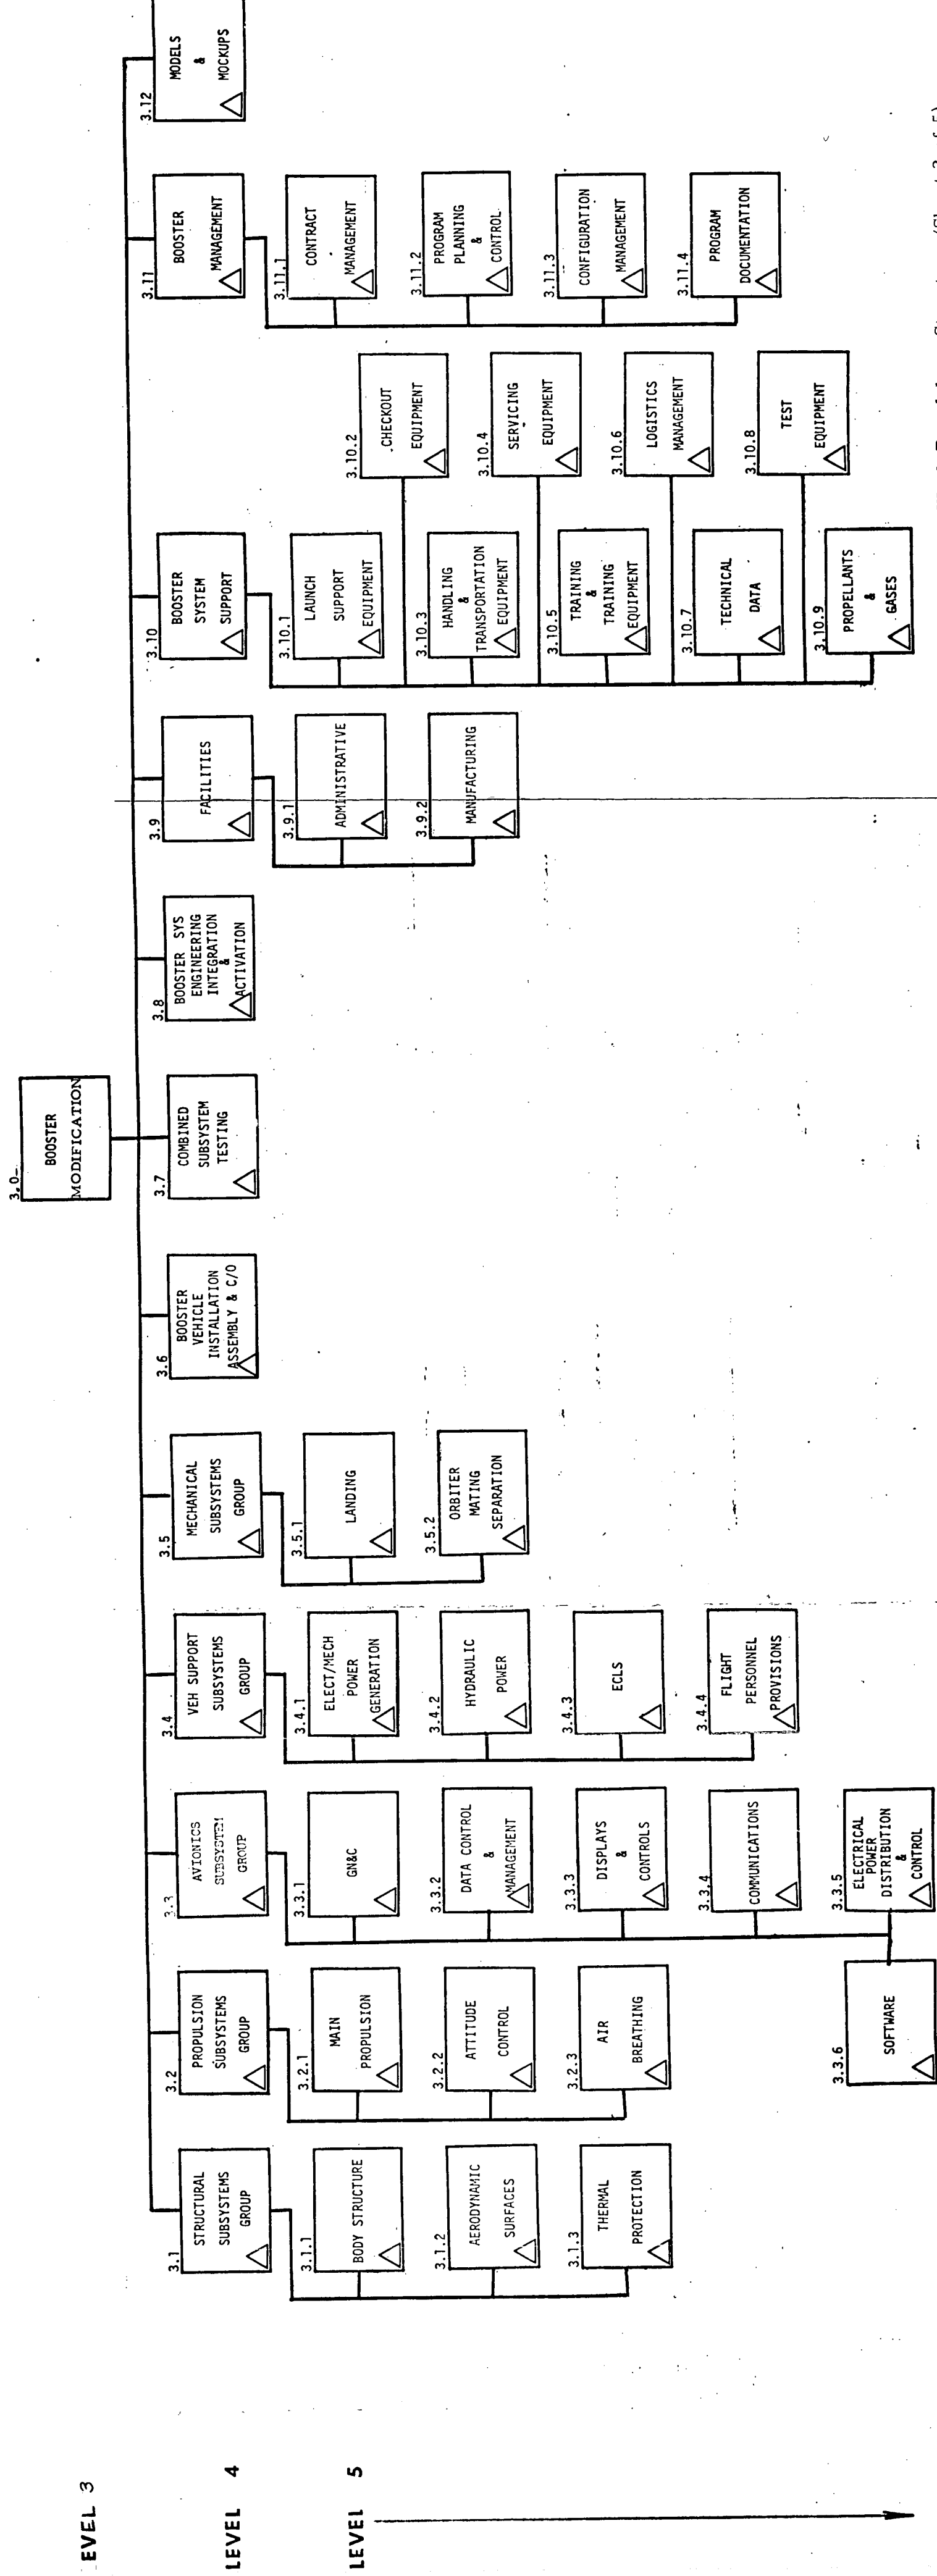 LEVEL 3
3.0
BOOSTER
MODIFICATION
LEVEL 4
3.1
STRUCTURAL
SUBSYSTEMS
GROUP
3.2
PROPULSION
SUBSYSTEMS
GROUP
3.3
AVIONICS
SUBSYSTEM
GROUP
3.4
VEH SUPPORT
SUBSYSTEMS
GROUP
3.5
MECHANICAL
SUBSYSTEMS
GROUP
3.6
BOOSTER
VEHICLE
INSTALLATION
ASSEMBLY & C/O
3.7
COMBINED
SUBSYSTEM
TESTING
3.8
BOOSTER SYS
ENGINEERING
INTEGRATION
&
ACTIVATION
3.9
FACILITIES
3.10
BOOSTER
SYSTEM
SUPPORT
3.11
BOOSTER
MANAGEMENT
3.12
MODELS
&
MOCKUPS
LEVEL 5
3.1.1
BODY STRUCTURE
3.1.2
AERODYNAMIC
SURFACES
3.1.3
THERMAL
PROTECTION
3.2.1
MAIN
PROPULSION
3.2.2
ATTITUDE
CONTROL
3.2.3
AIR
BREATHING
3.3.1
GN&C
3.3.2
DATA CONTROL
&
MANAGEMENT
3.3.3
DISPLAYS
&
CONTROLS
3.3.4
COMMUNICATIONS
3.3.5
ELECTRICAL
POWER
DISTRIBUTION
&
CONTROL
3.3.6
SOFTWARE
3.4.1
ELECT/MECH
POWER
GENERATION
3.4.2
HYDRAULIC
POWER
3.4.3
ECLS
3.4.4
FLIGHT
PERSONNEL
PROVISIONS
3.5.1
LANDING
3.5.2
ORBITER
MATING
SEPARATION
3.9.1
ADMINISTRATIVE
3.9.2
MANUFACTURING
3.10.1
LAUNCH
SUPPORT
EQUIPMENT
3.10.2
CHECKOUT
EQUIPMENT
3.10.3
HANDLING
&
TRANSPORTATION
EQUIPMENT
3.10.4
SERVICING
EQUIPMENT
3.10.5
TRAINING
&
TRAINING
EQUIPMENT
3.10.6
LOGISTICS
MANAGEMENT
3.10.7
TECHNICAL
DATA
3.10.8
TEST
EQUIPMENT
3.10.9
PROPELLANTS
&
GASES
3.11.1
CONTRACT
MANAGEMENT
3.11.2
PROGRAM
PLANNING
&
CONTROL
3.11.3
CONFIGURATION
MANAGEMENT
3.11.4
PROGRAM
DOCUMENTATION